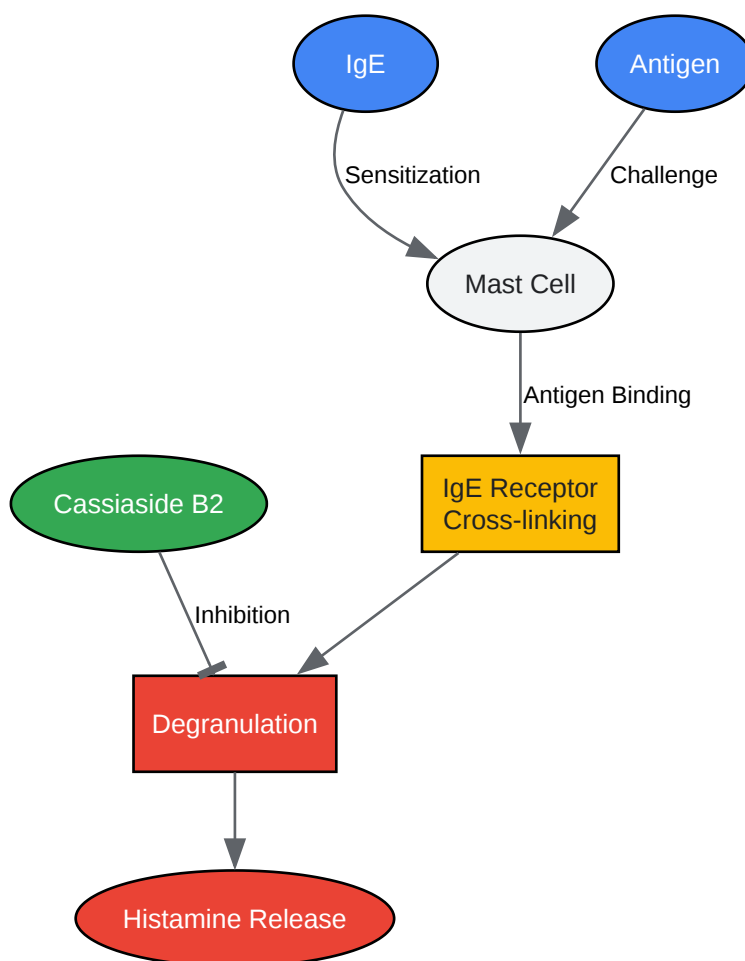 IgE
Antigen
Sensitization
Challenge
Mast Cell
Antigen Binding
Cassiaside B2
IgE Receptor
Cross-linking
Inhibition
Degranulation
Histamine Release